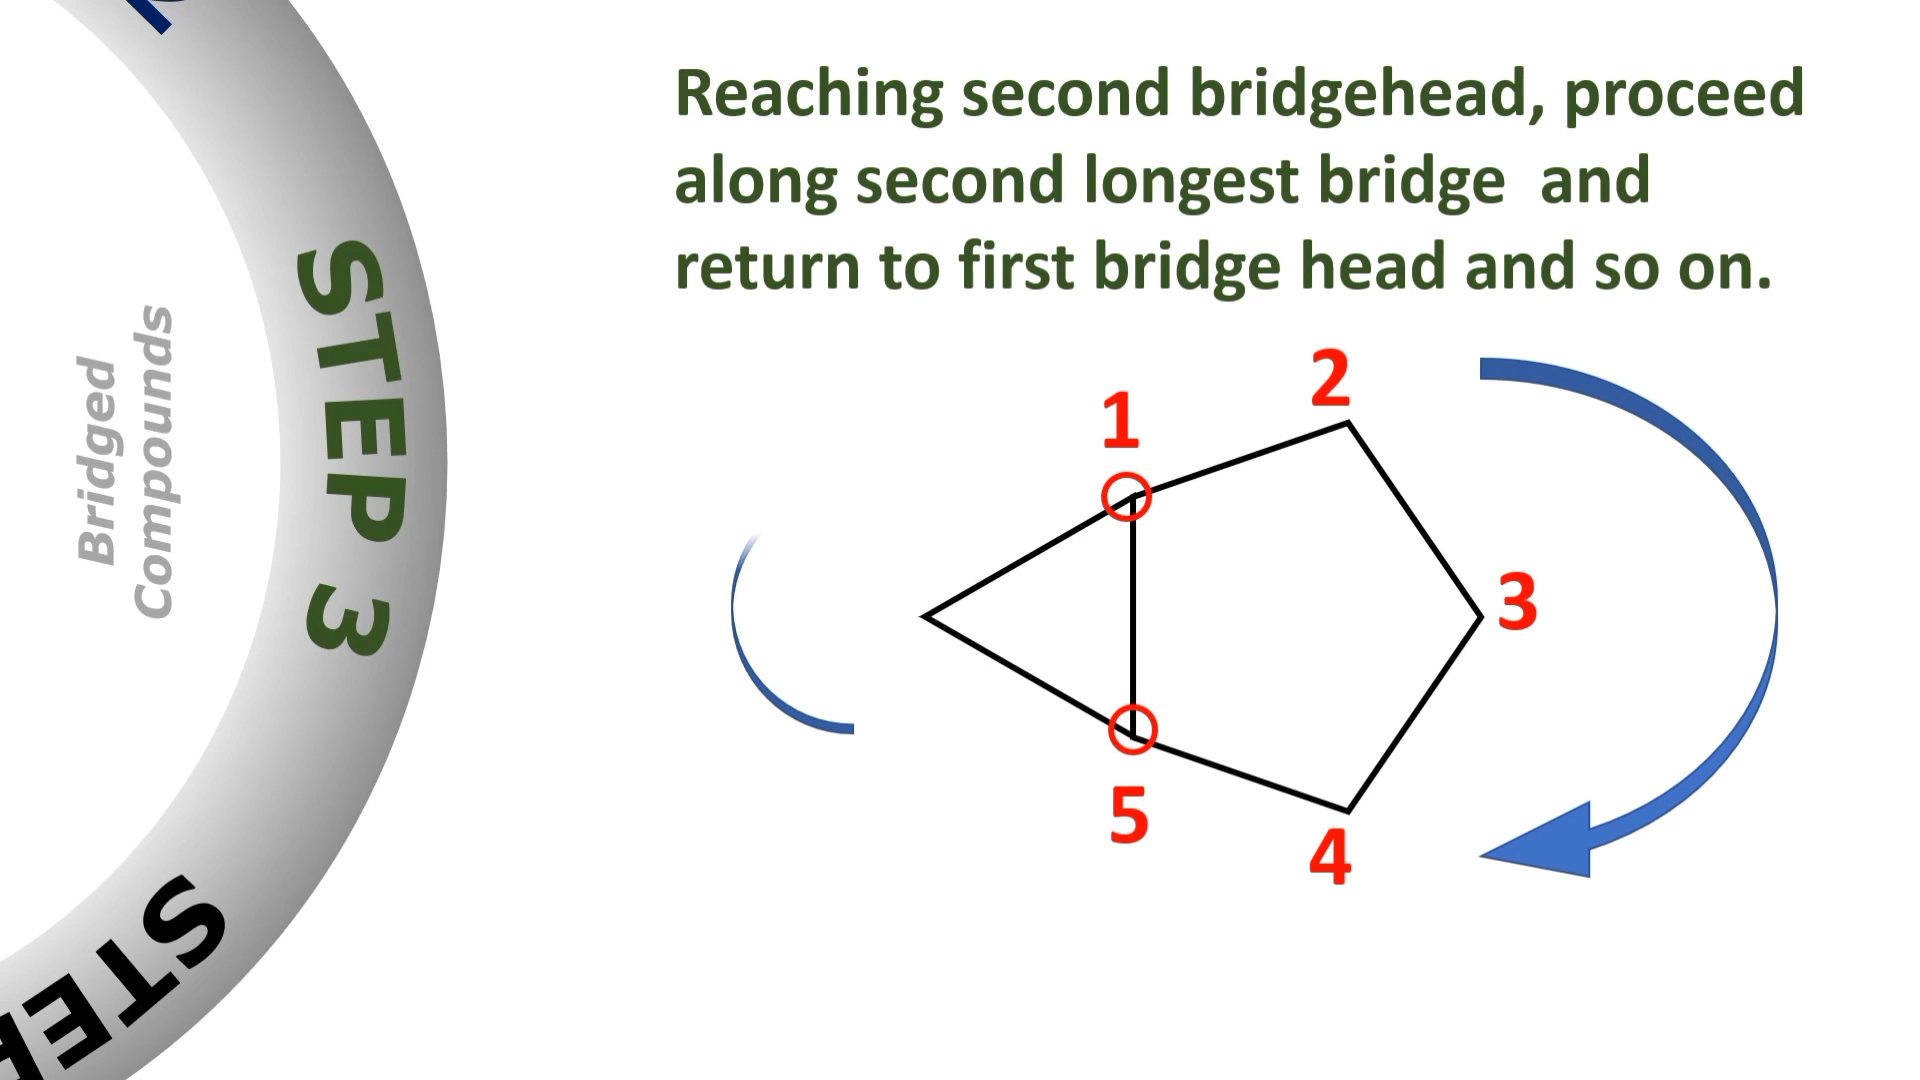 Reaching second bridgehead, proceed
along second longest bridge and
return to first bridge head and so on.
Bridged
Compounds
STEP 3
STEP
1
2
3
4
5